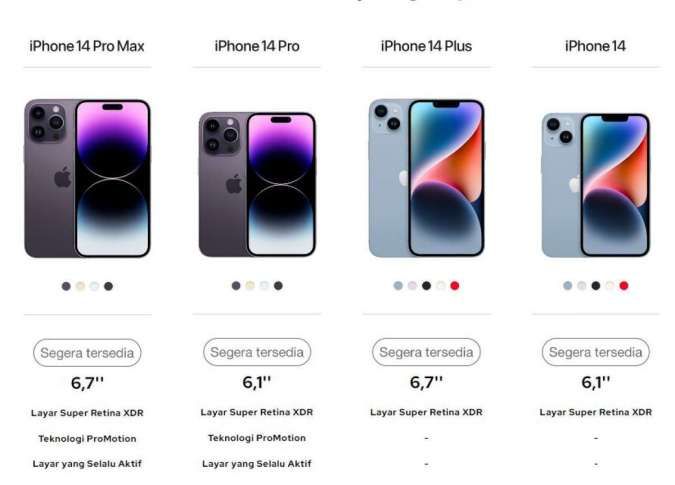 iPhone 14 Pro Max iPhone 14 Pro iPhone 14 Plus iPhone 14
Segera tersedia Segera tersedia Segera tersedia Segera tersedia
6,7'' 6,1'' 6,7'' 6,1''
Layar Super Retina XDR Layar Super Retina XDR Layar Super Retina XDR Layar Super Retina XDR
Teknologi ProMotion Teknologi ProMotion - -
Layar yang Selalu Aktif Layar yang Selalu Aktif - -